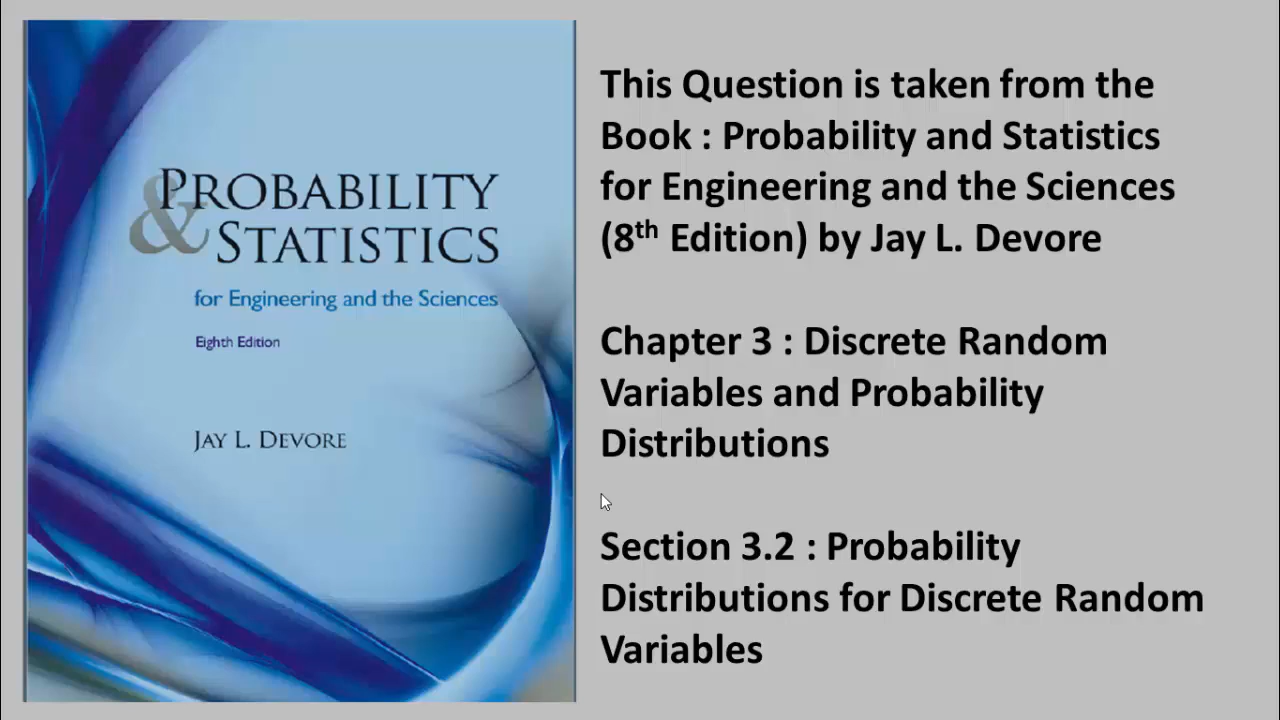 PROBABILITY
& STATISTICS
for Engineering and the Sciences
Eighth Edition
JAY L. DEVORE
This Question is taken from the
Book : Probability and Statistics
for Engineering and the Sciences
(8th Edition) by Jay L. Devore
Chapter 3 : Discrete Random
Variables and Probability
Distributions
Section 3.2 : Probability
Distributions for Discrete Random
Variables